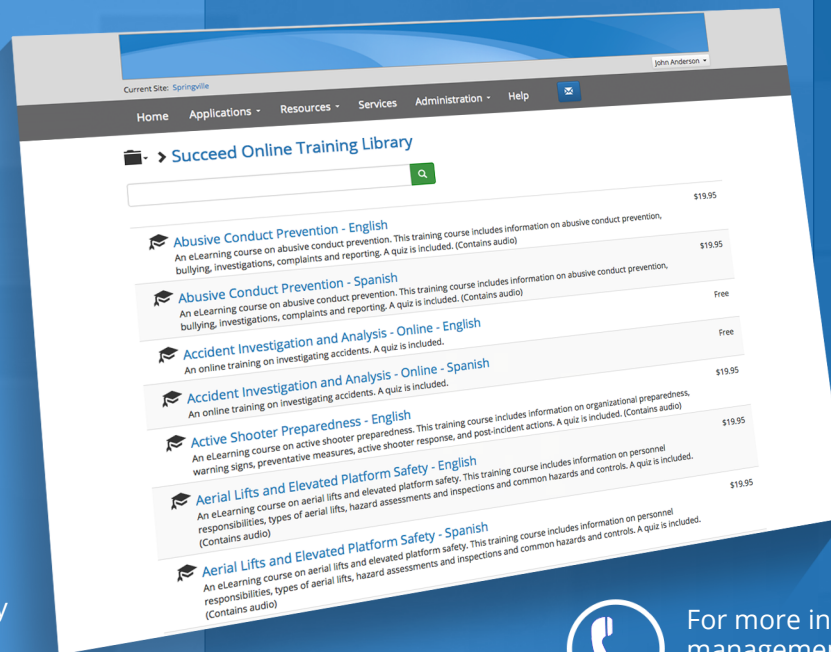 John Anderson
Current Site: Springville
Home Applications Resources Services Administration Help
Succeed Online Training Library
Abusive Conduct Prevention - English
$19.95
An eLearning course on abusive conduct prevention. This training course includes information on abusive conduct prevention,
bullying, investigations, complaints and reporting. A quiz is included. (Contains audio)
Abusive Conduct Prevention - Spanish
$19.95
An eLearning course on abusive conduct prevention. This training course includes information on abusive conduct prevention,
bullying, investigations, complaints and reporting. A quiz is included. (Contains audio)
Accident Investigation and Analysis - Online - English
Free
An online training on investigating accidents. A quiz is included.
Accident Investigation and Analysis - Online - Spanish
Free
An online training on investigating accidents. A quiz is included.
Active Shooter Preparedness - English
$19.95
An eLearning course on active shooter preparedness. This training course includes information on organizational preparedness,
warning signs, preventative measures, active shooter response, and post-incident actions. A quiz is included. (Contains audio)
Aerial Lifts and Elevated Platform Safety - English
$19.95
An eLearning course on aerial lifts and elevated platform safety. This training course includes information on personnel
responsibilities, types of aerial lifts, hazard assessments and inspections and common hazards and controls. A quiz is included.
(Contains audio)
Aerial Lifts and Elevated Platform Safety - Spanish
$19.95
An eLearning course on aerial lifts and elevated platform safety. This training course includes information on personnel
responsibilities, types of aerial lifts, hazard assessments and inspections and common hazards and controls. A quiz is included.
(Contains audio)
y
For more in
managemen